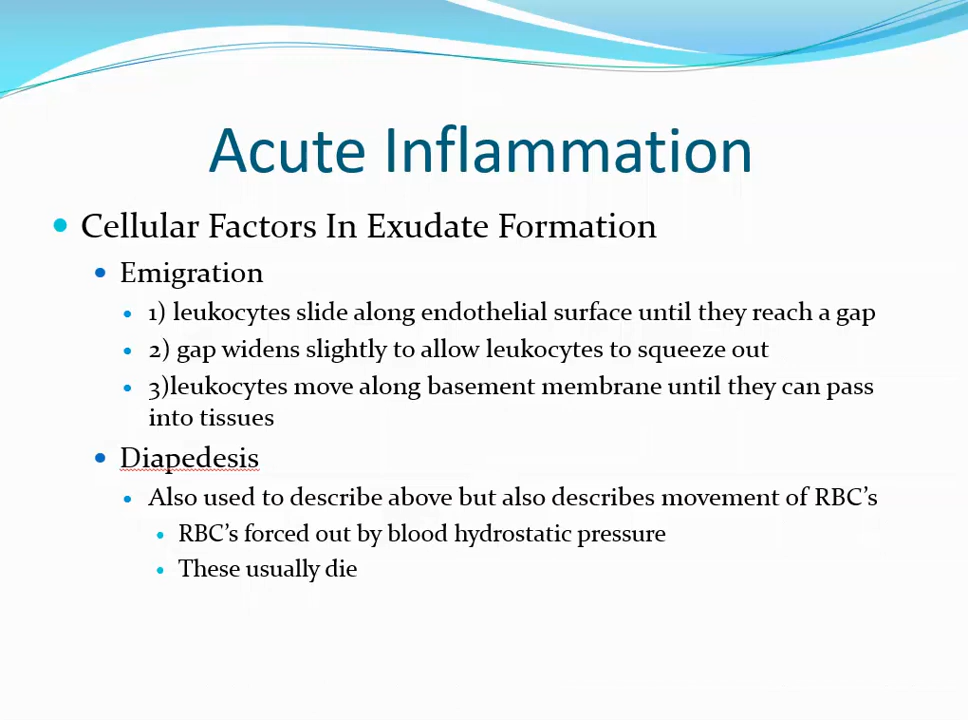 Acute Inflammation
Cellular Factors In Exudate Formation
Emigration
1) leukocytes slide along endothelial surface until they reach a gap
2) gap widens slightly to allow leukocytes to squeeze out
3)leukocytes move along basement membrane until they can pass
into tissues
Diapedesis
Also used to describe above but also describes movement of RBC’s
RBC’s forced out by blood hydrostatic pressure
These usually die